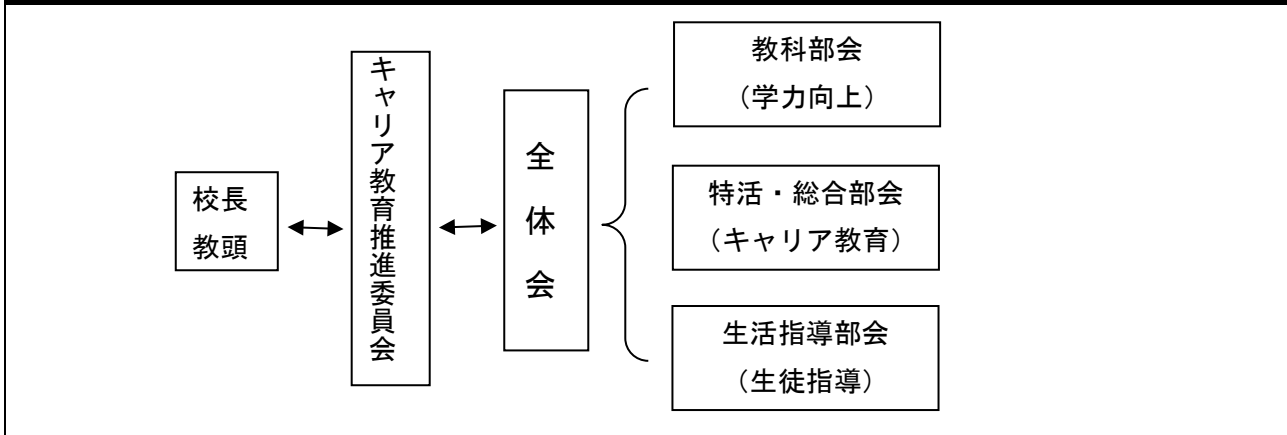 校長
教頭
キャリア教育推進委員会
全体会
教科部会
（学力向上）
特活・総合部会
（キャリア教育）
生活指導部会
（生徒指導）